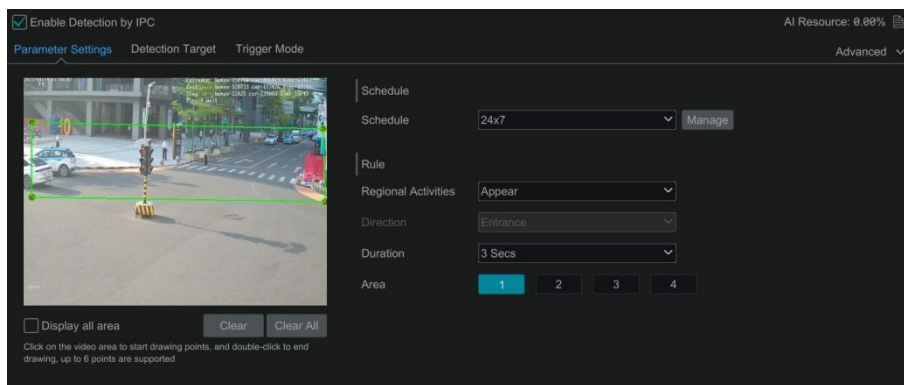 Enable Detection by IPC
AI Resource: 0.00%
Parameter Settings Detection Target Trigger Mode
Advanced
Schedule
Schedule 24x7 Manage
Rule
Regional Activities Appear
Direction Entrance
Duration 3 Secs
Area 1 2 3 4
Display all area Clear Clear All
Click on the video area to start drawing points, and double-click to end
drawing, up to 6 points are supported